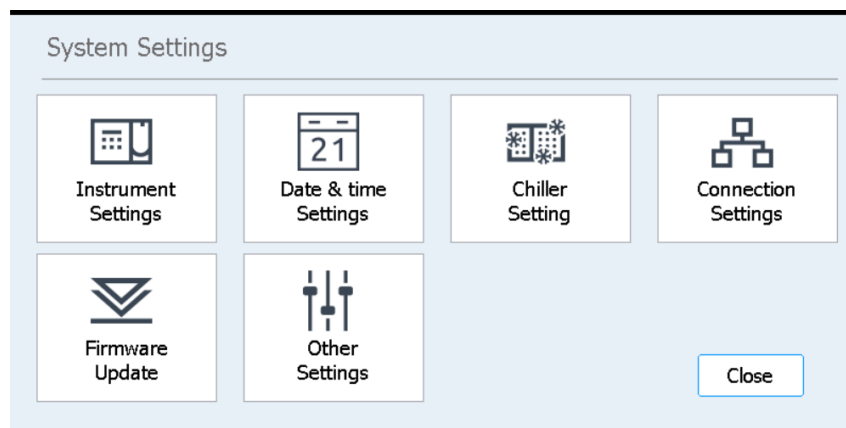 System Settings
Instrument
Settings
21
Date & time
Settings
Chiller
Setting
Connection
Settings
Firmware
Update
Other
Settings
Close